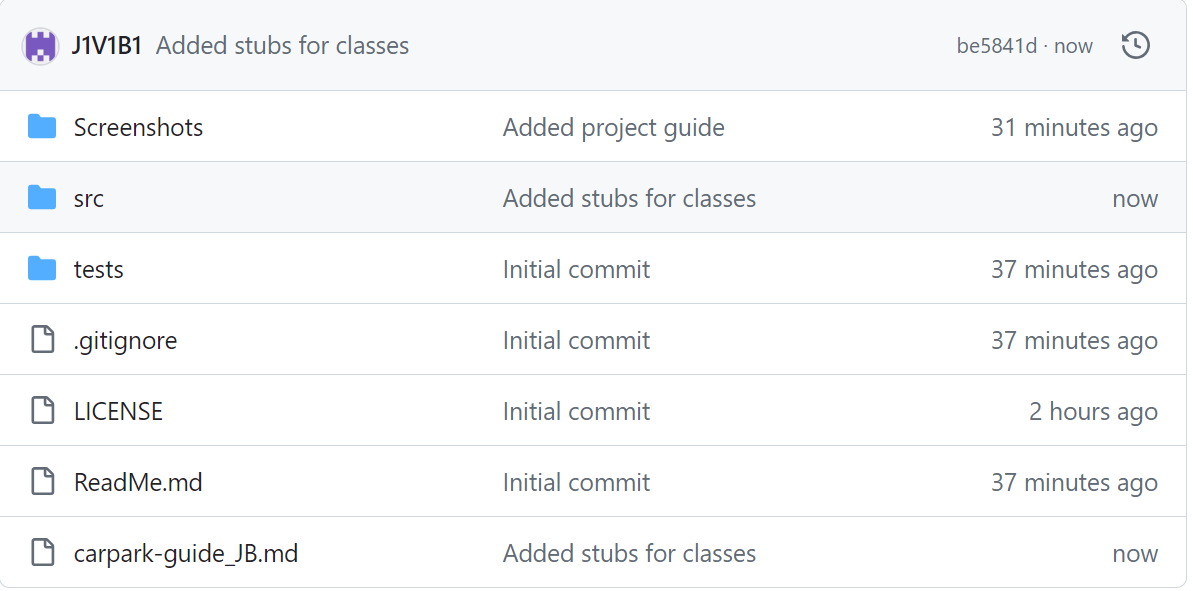 J1V1B1 Added stubs for classes be5841d · now
Screenshots Added project guide 31 minutes ago
src Added stubs for classes now
tests Initial commit 37 minutes ago
.gitignore Initial commit 37 minutes ago
LICENSE Initial commit 2 hours ago
ReadMe.md Initial commit 37 minutes ago
carpark-guide_JB.md Added stubs for classes now